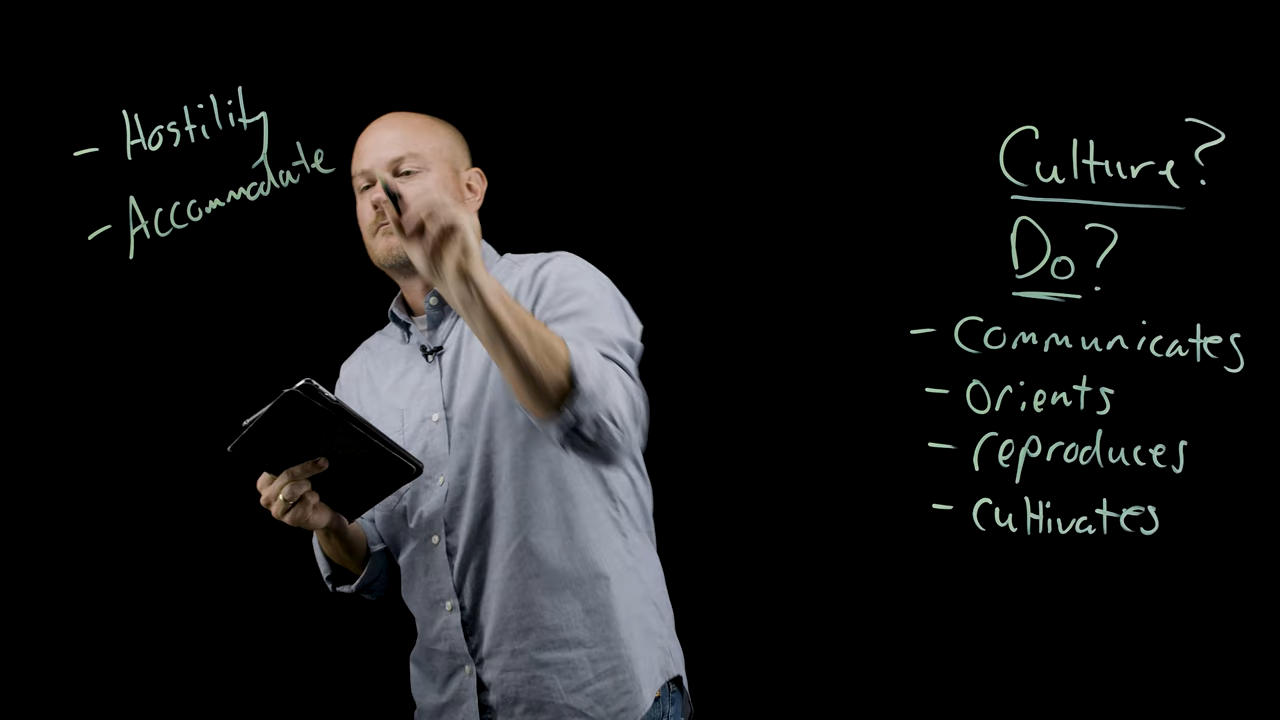 - Hostility
- Accommodate
Culture?
Do?
- Communicates
- Orients
- reproduces
- Cultivates